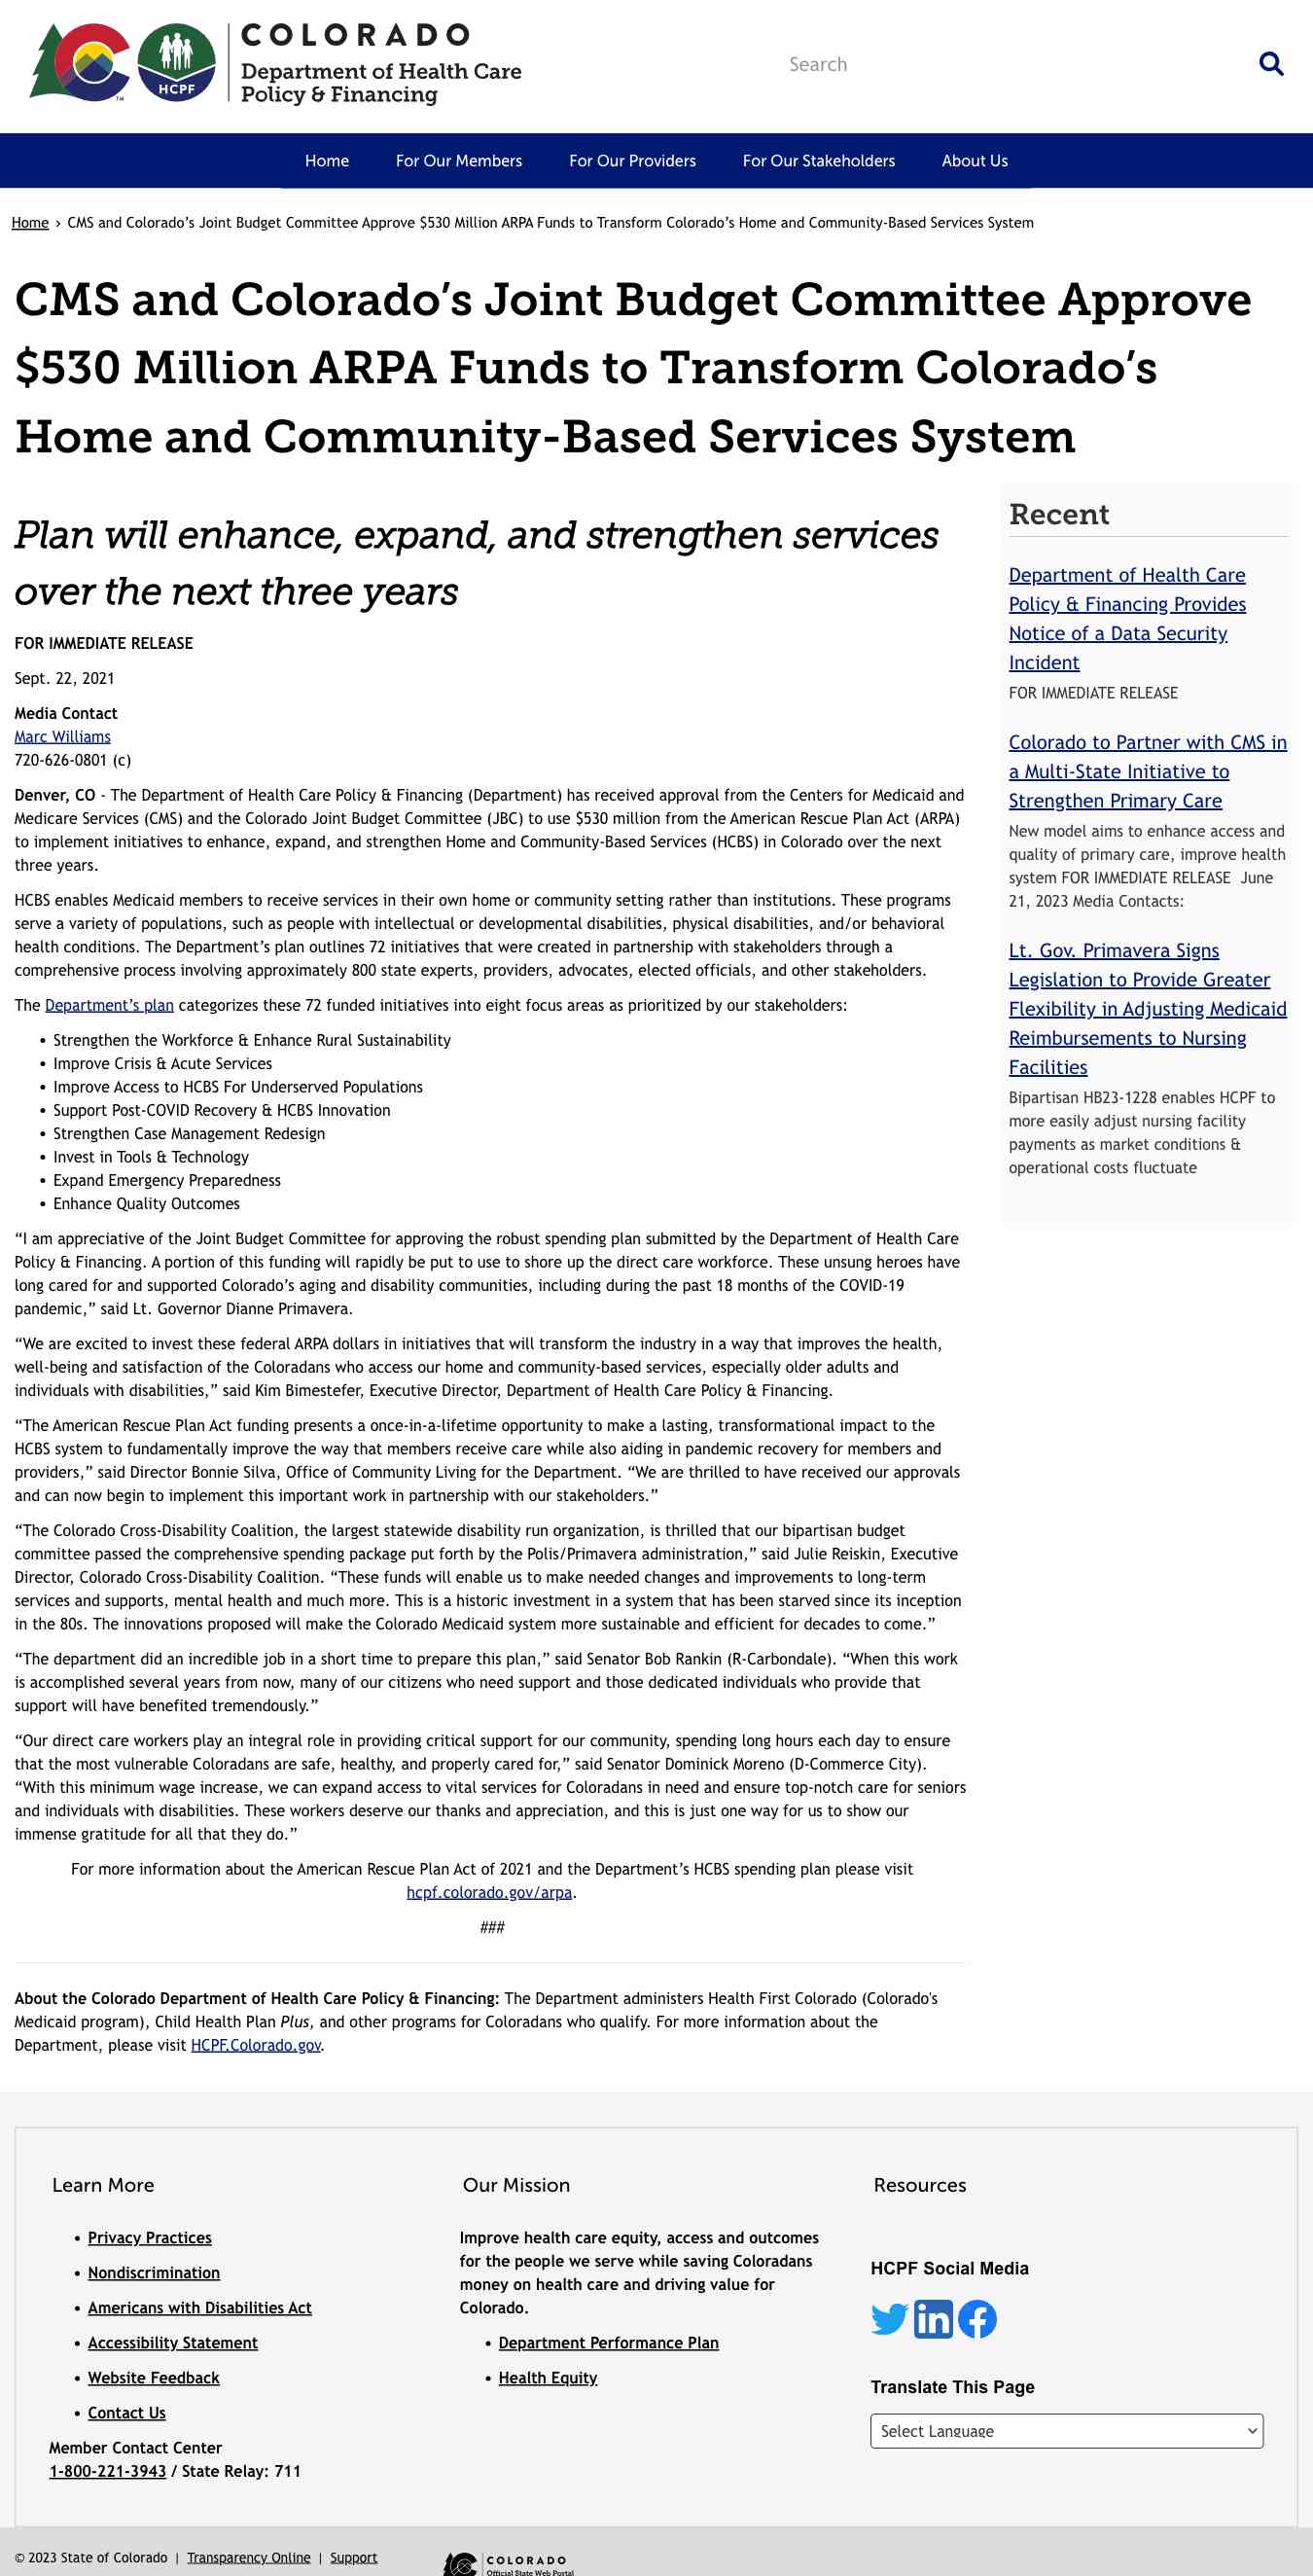 COLORADO
Department of Health Care
Policy & Financing
HCPF
TM
Search
Home
For Our Members
For Our Providers
For Our Stakeholders
About Us
Home › CMS and Colorado’s Joint Budget Committee Approve $530 Million ARPA Funds to Transform Colorado’s Home and Community-Based Services System
CMS and Colorado’s Joint Budget Committee Approve
$530 Million ARPA Funds to Transform Colorado’s
Home and Community-Based Services System
Plan will enhance, expand, and strengthen services
over the next three years
FOR IMMEDIATE RELEASE
Sept. 22, 2021
Media Contact
Marc Williams
720-626-0801 (c)
Denver, CO - The Department of Health Care Policy & Financing (Department) has received approval from the Centers for Medicaid and
Medicare Services (CMS) and the Colorado Joint Budget Committee (JBC) to use $530 million from the American Rescue Plan Act (ARPA)
to implement initiatives to enhance, expand, and strengthen Home and Community-Based Services (HCBS) in Colorado over the next
three years.
HCBS enables Medicaid members to receive services in their own home or community setting rather than institutions. These programs
serve a variety of populations, such as people with intellectual or developmental disabilities, physical disabilities, and/or behavioral
health conditions. The Department’s plan outlines 72 initiatives that were created in partnership with stakeholders through a
comprehensive process involving approximately 800 state experts, providers, advocates, elected officials, and other stakeholders.
The Department’s plan categorizes these 72 funded initiatives into eight focus areas as prioritized by our stakeholders:
• Strengthen the Workforce & Enhance Rural Sustainability
• Improve Crisis & Acute Services
• Improve Access to HCBS For Underserved Populations
• Support Post-COVID Recovery & HCBS Innovation
• Strengthen Case Management Redesign
• Invest in Tools & Technology
• Expand Emergency Preparedness
• Enhance Quality Outcomes
“I am appreciative of the Joint Budget Committee for approving the robust spending plan submitted by the Department of Health Care
Policy & Financing. A portion of this funding will rapidly be put to use to shore up the direct care workforce. These unsung heroes have
long cared for and supported Colorado’s aging and disability communities, including during the past 18 months of the COVID-19
pandemic,” said Lt. Governor Dianne Primavera.
“We are excited to invest these federal ARPA dollars in initiatives that will transform the industry in a way that improves the health,
well-being and satisfaction of the Coloradans who access our home and community-based services, especially older adults and
individuals with disabilities,” said Kim Bimestefer, Executive Director, Department of Health Care Policy & Financing.
“The American Rescue Plan Act funding presents a once-in-a-lifetime opportunity to make a lasting, transformational impact to the
HCBS system to fundamentally improve the way that members receive care while also aiding in pandemic recovery for members and
providers,” said Director Bonnie Silva, Office of Community Living for the Department. “We are thrilled to have received our approvals
and can now begin to implement this important work in partnership with our stakeholders.”
“The Colorado Cross-Disability Coalition, the largest statewide disability run organization, is thrilled that our bipartisan budget
committee passed the comprehensive spending package put forth by the Polis/Primavera administration,” said Julie Reiskin, Executive
Director, Colorado Cross-Disability Coalition. “These funds will enable us to make needed changes and improvements to long-term
services and supports, mental health and much more. This is a historic investment in a system that has been starved since its inception
in the 80s. The innovations proposed will make the Colorado Medicaid system more sustainable and efficient for decades to come.”
“The department did an incredible job in a short time to prepare this plan,” said Senator Bob Rankin (R-Carbondale). “When this work
is accomplished several years from now, many of our citizens who need support and those dedicated individuals who provide that
support will have benefited tremendously.”
“Our direct care workers play an integral role in providing critical support for our community, spending long hours each day to ensure
that the most vulnerable Coloradans are safe, healthy, and properly cared for,” said Senator Dominick Moreno (D-Commerce City).
“With this minimum wage increase, we can expand access to vital services for Coloradans in need and ensure top-notch care for seniors
and individuals with disabilities. These workers deserve our thanks and appreciation, and this is just one way for us to show our
immense gratitude for all that they do.”
For more information about the American Rescue Plan Act of 2021 and the Department’s HCBS spending plan please visit
hcpf.colorado.gov/arpa.
###
About the Colorado Department of Health Care Policy & Financing: The Department administers Health First Colorado (Colorado's
Medicaid program), Child Health Plan Plus, and other programs for Coloradans who qualify. For more information about the
Department, please visit HCPF.Colorado.gov.
Recent
Department of Health Care
Policy & Financing Provides
Notice of a Data Security
Incident
FOR IMMEDIATE RELEASE
Colorado to Partner with CMS in
a Multi-State Initiative to
Strengthen Primary Care
New model aims to enhance access and
quality of primary care, improve health
system FOR IMMEDIATE RELEASE June
21, 2023 Media Contacts:
Lt. Gov. Primavera Signs
Legislation to Provide Greater
Flexibility in Adjusting Medicaid
Reimbursements to Nursing
Facilities
Bipartisan HB23-1228 enables HCPF to
more easily adjust nursing facility
payments as market conditions &
operational costs fluctuate
Learn More
• Privacy Practices
• Nondiscrimination
• Americans with Disabilities Act
• Accessibility Statement
• Website Feedback
• Contact Us
Member Contact Center
1-800-221-3943 / State Relay: 711
Our Mission
Improve health care equity, access and outcomes
for the people we serve while saving Coloradans
money on health care and driving value for
Colorado.
• Department Performance Plan
• Health Equity
Resources
HCPF Social Media
Translate This Page
Select Language
© 2023 State of Colorado | Transparency Online | Support
COLORADO
Official State Web Portal